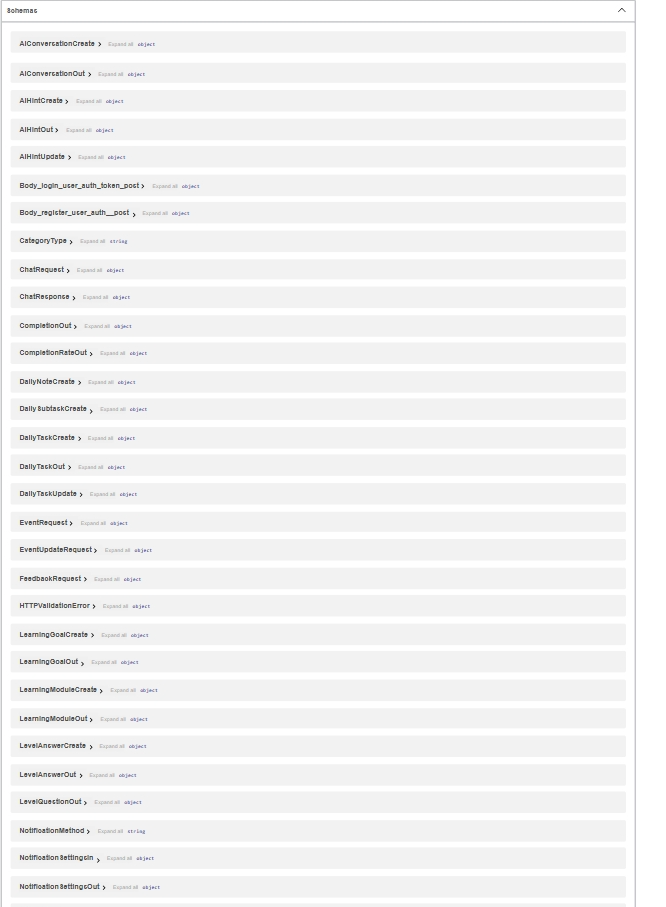 Schemas
AIConversationCreate > Expand all object
AIConversationOut > Expand all object
AIHintCreate > Expand all object
AIHintOut > Expand all object
AIHintUpdate > Expand all object
Body_login_user_auth_token_post > Expand all object
Body_register_user_auth__post > Expand all object
CategoryType > Expand all string
ChatRequest > Expand all object
ChatResponse > Expand all object
CompletionOut > Expand all object
CompletionRateOut > Expand all object
DailyNoteCreate > Expand all object
DailySubtaskCreate > Expand all object
DailyTaskCreate > Expand all object
DailyTaskOut > Expand all object
DailyTaskUpdate > Expand all object
EventRequest > Expand all object
EventUpdateRequest > Expand all object
FeedbackRequest > Expand all object
HTTPValidationError > Expand all object
LearningGoalCreate > Expand all object
LearningGoalOut > Expand all object
LearningModuleCreate > Expand all object
LearningModuleOut > Expand all object
LevelAnswerCreate > Expand all object
LevelAnswerOut > Expand all object
LevelQuestionOut > Expand all object
NotificationMethod > Expand all string
NotificationSettingsIn > Expand all object
NotificationSettingsOut > Expand all object